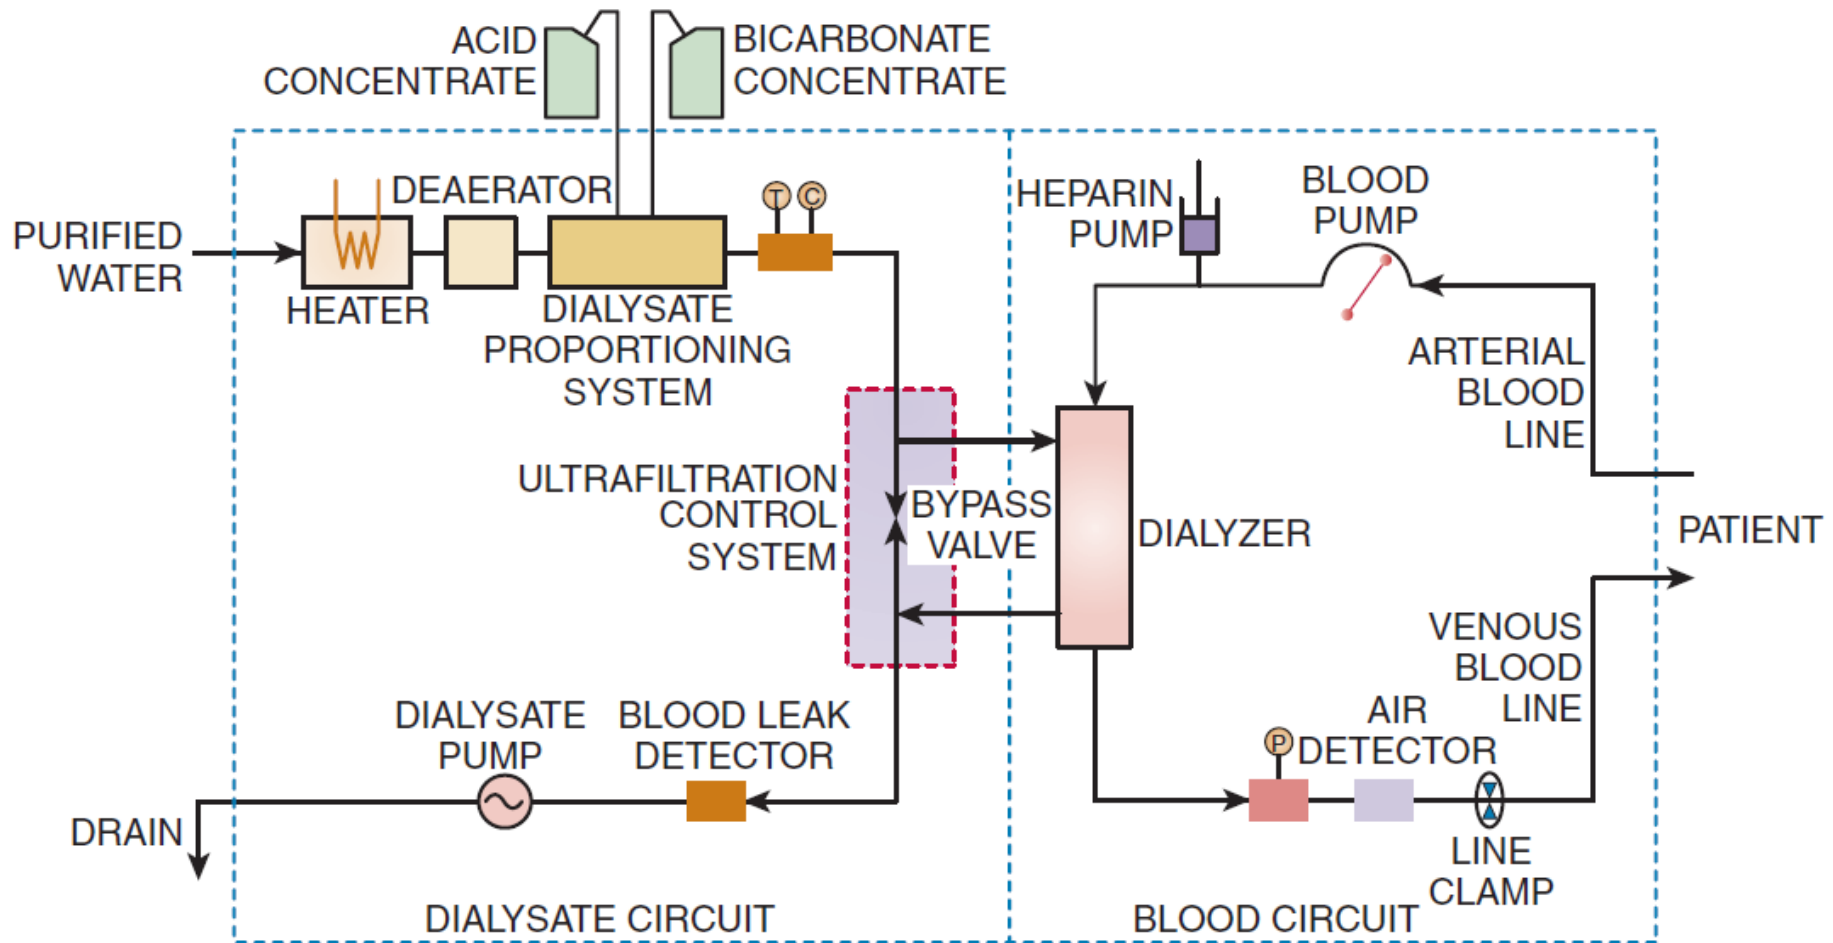 ACID
CONCENTRATE
BICARBONATE
CONCENTRATE
DEAERATOR
T
C
PURIFIED
WATER
HEATER
DIALYSATE
PROPORTIONING
SYSTEM
HEPARIN
PUMP
BLOOD
PUMP
ARTERIAL
BLOOD
LINE
ULTRAFILTRATION
CONTROL
SYSTEM
BYPASS
VALVE
DIALYZER
PATIENT
VENOUS
BLOOD
LINE
DIALYSATE
PUMP
BLOOD LEAK
DETECTOR
P
AIR
DETECTOR
DRAIN
LINE
CLAMP
DIALYSATE CIRCUIT
BLOOD CIRCUIT